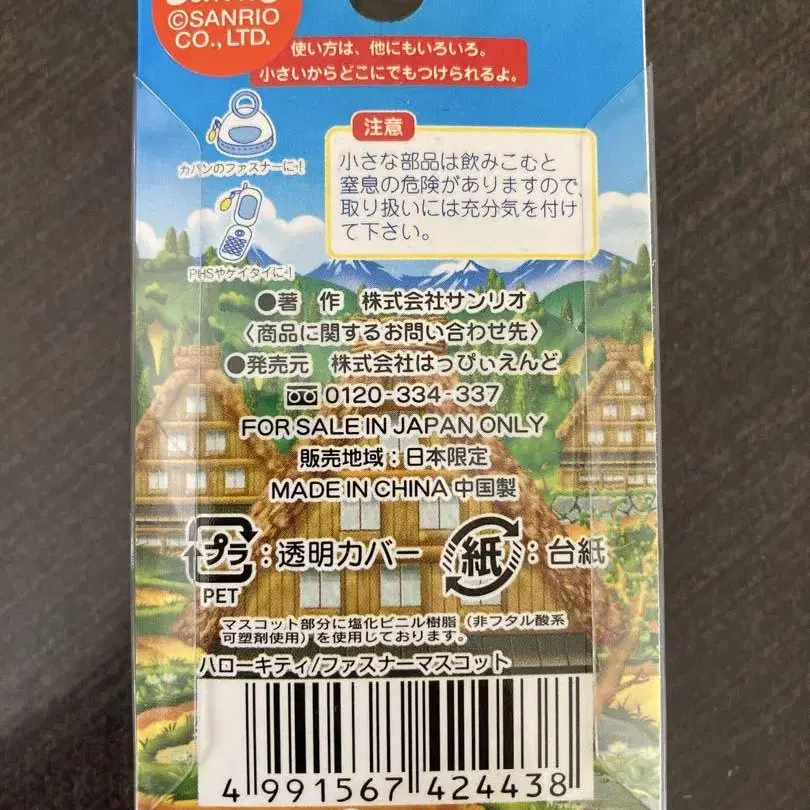 ©SANRIO
CO., LTD.
使い方は、他にもいろいろ。
小さいからどこにでもつけられるよ。
カバンのファスナーに!
PHSやケイタイに!
注意
小さな部品は飲みこむと
窒息の危険がありますので、
取り扱いには充分気を付け
て下さい。
●著 作 株式会社サンリオ
〈商品に関するお問い合わせ先〉
●発売元 株式会社はっぴぃえんど
0120-334-337
FOR SALE IN JAPAN ONLY
販売地域:日本限定
MADE IN CHINA 中国製
プラ:透明カバー
PET
紙:台紙
マスコット部分に塩化ビニル樹脂(非フタル酸系
可塑剤使用)を使用しております。
ハローキティ/ファスナーマスコット
4 991567 424438